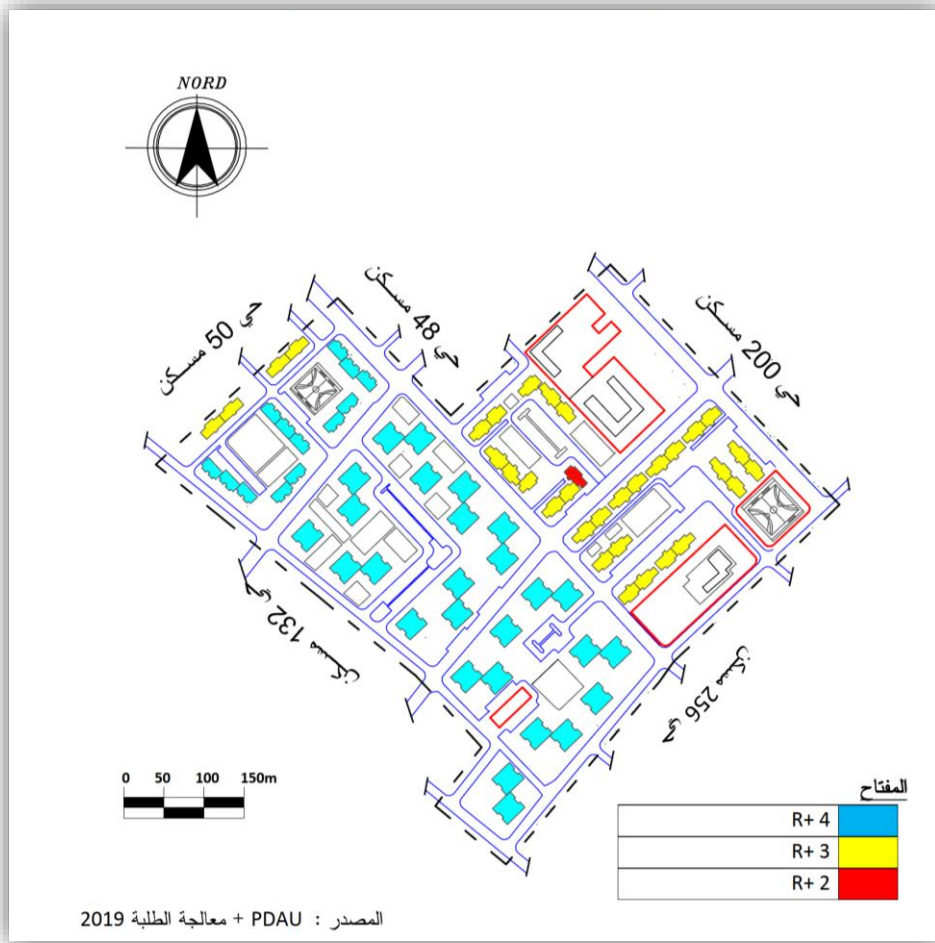 NORD
حي 50 مسكن
حي 48 مسكن
حي 200 مسكن
حي 132 مسكن
حي 256 مسكن
0 50 100 150m
المفتاح
R+ 4
R+ 3
R+ 2
المصدر : PDAU + معالجة الطلبة 2019